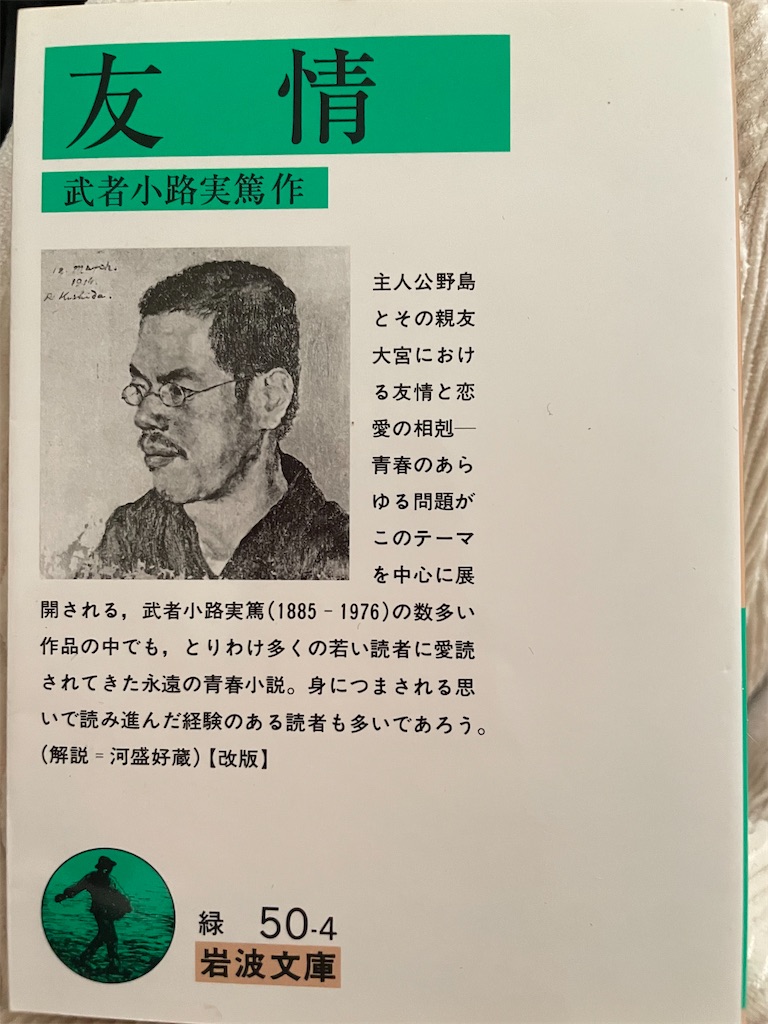 友情
武者小路実篤作
12. March.
1914.
R. Kishida.
主人公野島
とその親友
大宮におけ
る友情と恋
愛の相剋―
青春のあら
ゆる問題が
このテーマ
を中心に展
開される，武者小路実篤(1885‐1976)の数多い
作品の中でも，とりわけ多くの若い読者に愛読
されてきた永遠の青春小説。身につまされる思
いで読み進んだ経験のある読者も多いであろう。
(解説＝河盛好蔵)【改版】
緑 50-4
岩波文庫